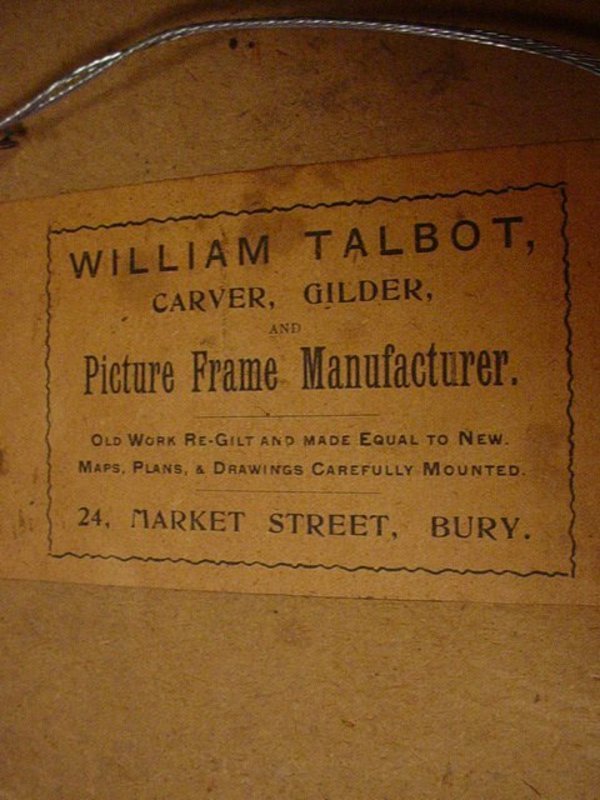 WILLIAM TALBOT,
CARVER, GILDER,
AND
Picture Frame Manufacturer.
OLD WORK RE-GILT AND MADE EQUAL TO NEW.
MAPS, PLANS, & DRAWINGS CAREFULLY MOUNTED.
24, MARKET STREET, BURY.